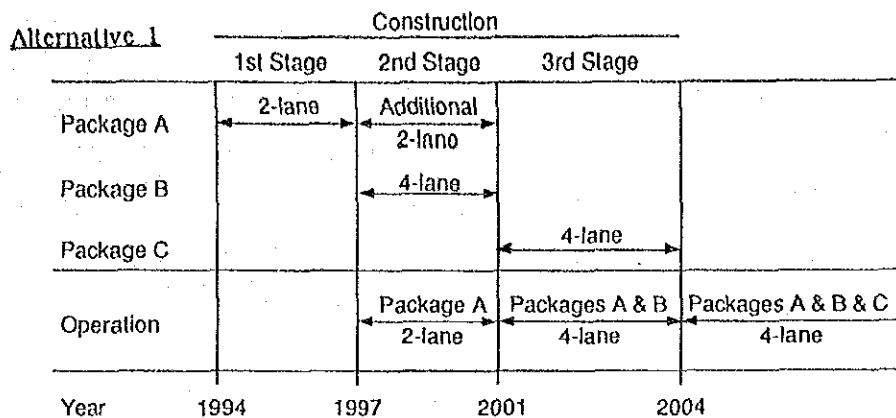 Alternative 1
Construction
1st Stage 2nd Stage 3rd Stage
Package A 2-lane Additional
2-lane
Package B 4-lane
Package C 4-lane
Package A Packages A & B Packages A & B & C
Operation
2-lane 4-lane 4-lane
Year 1994 1997 2001 2004